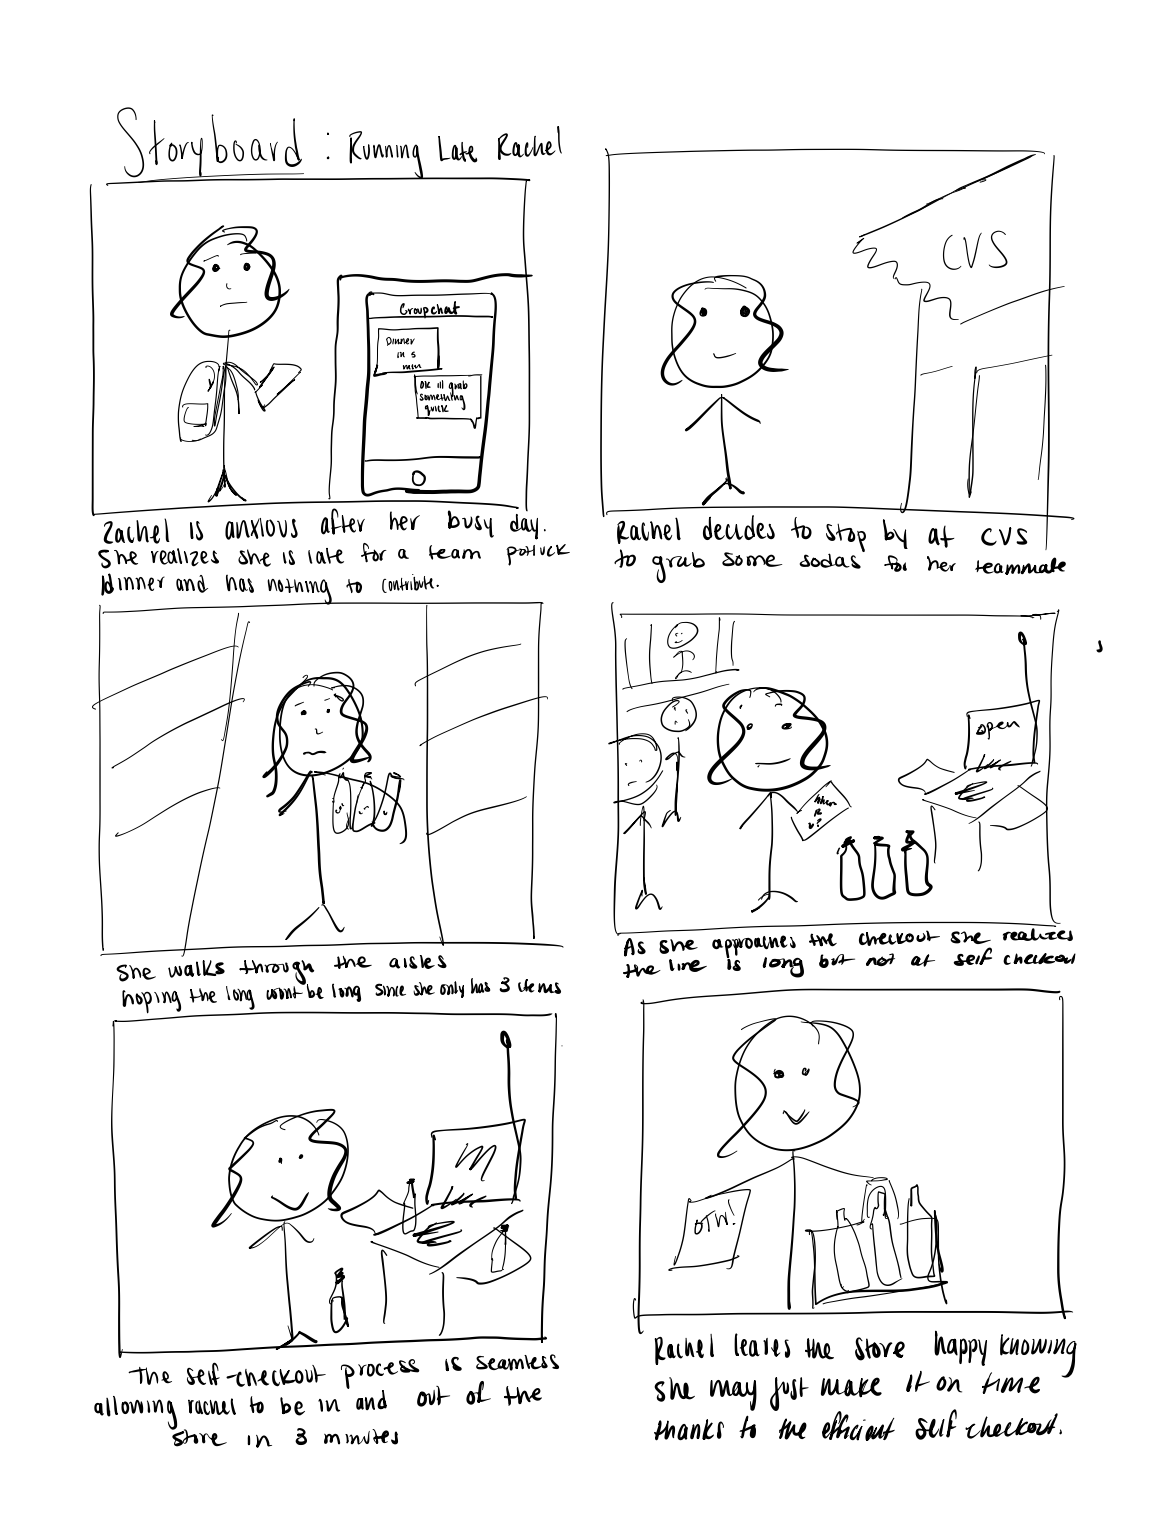 Storyboard : Running Late Rachel
Groupchat
Dinner
in 5
min
Ok ill grab
something
quick
Rachel is anxious after her busy day.
She realizes she is late for a team potluck
dinner and has nothing to contribute.
CVS
Rachel decides to stop by at CVS
to grab some sodas for her teammate
She walks through the aisles
hoping the long wont be long since she only has 3 items
open
when
R
u?
As she approaches the checkout she realizes
the line is long but not at self checkout
The self-checkout process is seamless
allowing rachel to be in and out of the
store in 3 minutes
OTW!
Rachel leaves the store happy knowing
she may just make it on time
thanks to the efficient self checkout.